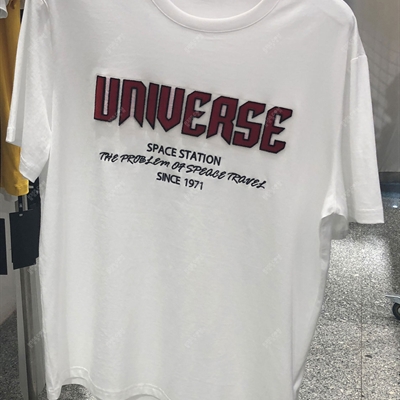 UNIVERSE
SPACE STATION
THE PROBLEM OF SPEACE TRAVEL
SINCE 1971